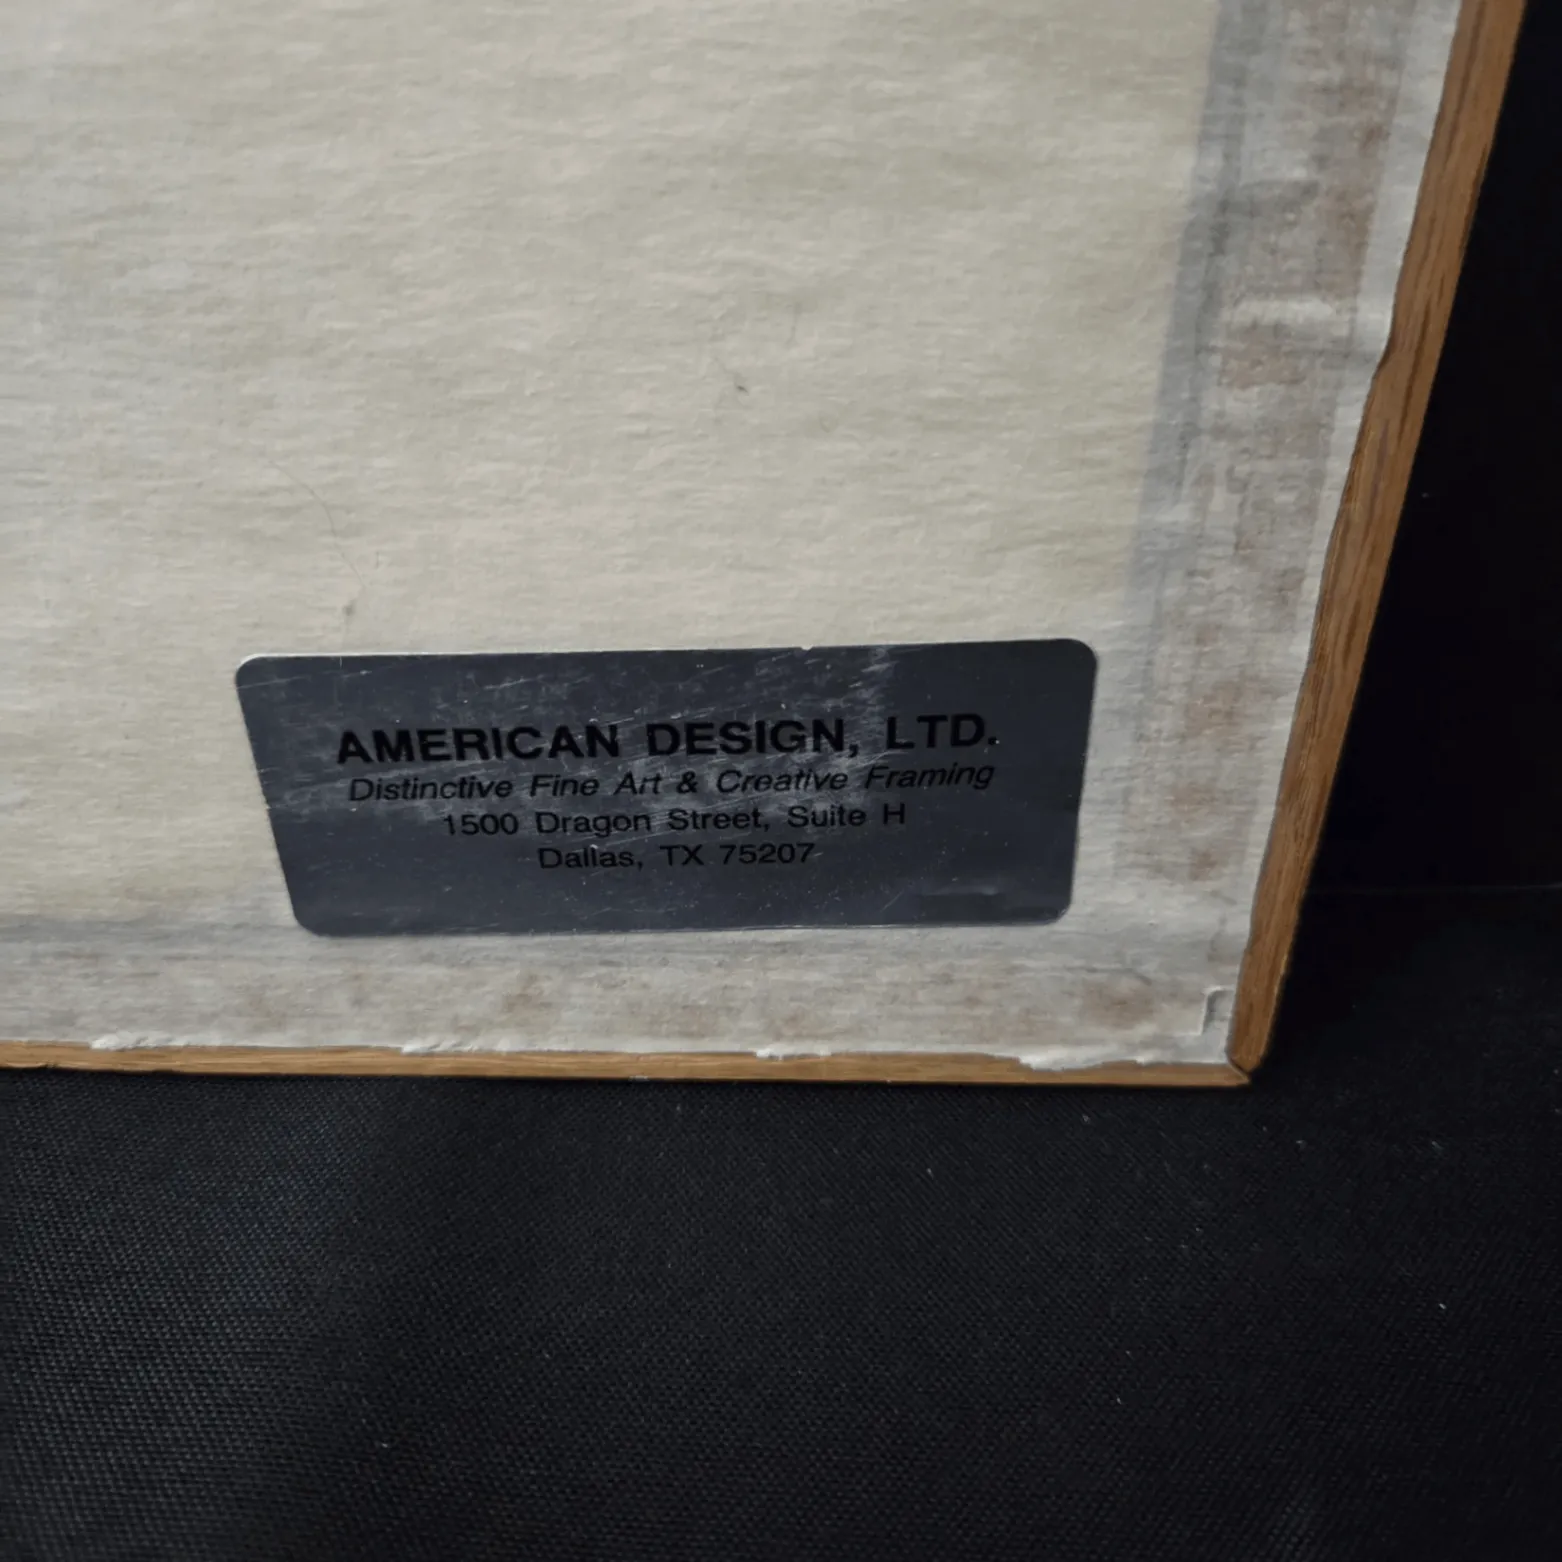 AMERICAN DESIGN, LTD.
Distinctive Fine Art & Creative Framing
1500 Dragon Street, Suite H
Dallas, TX 75207